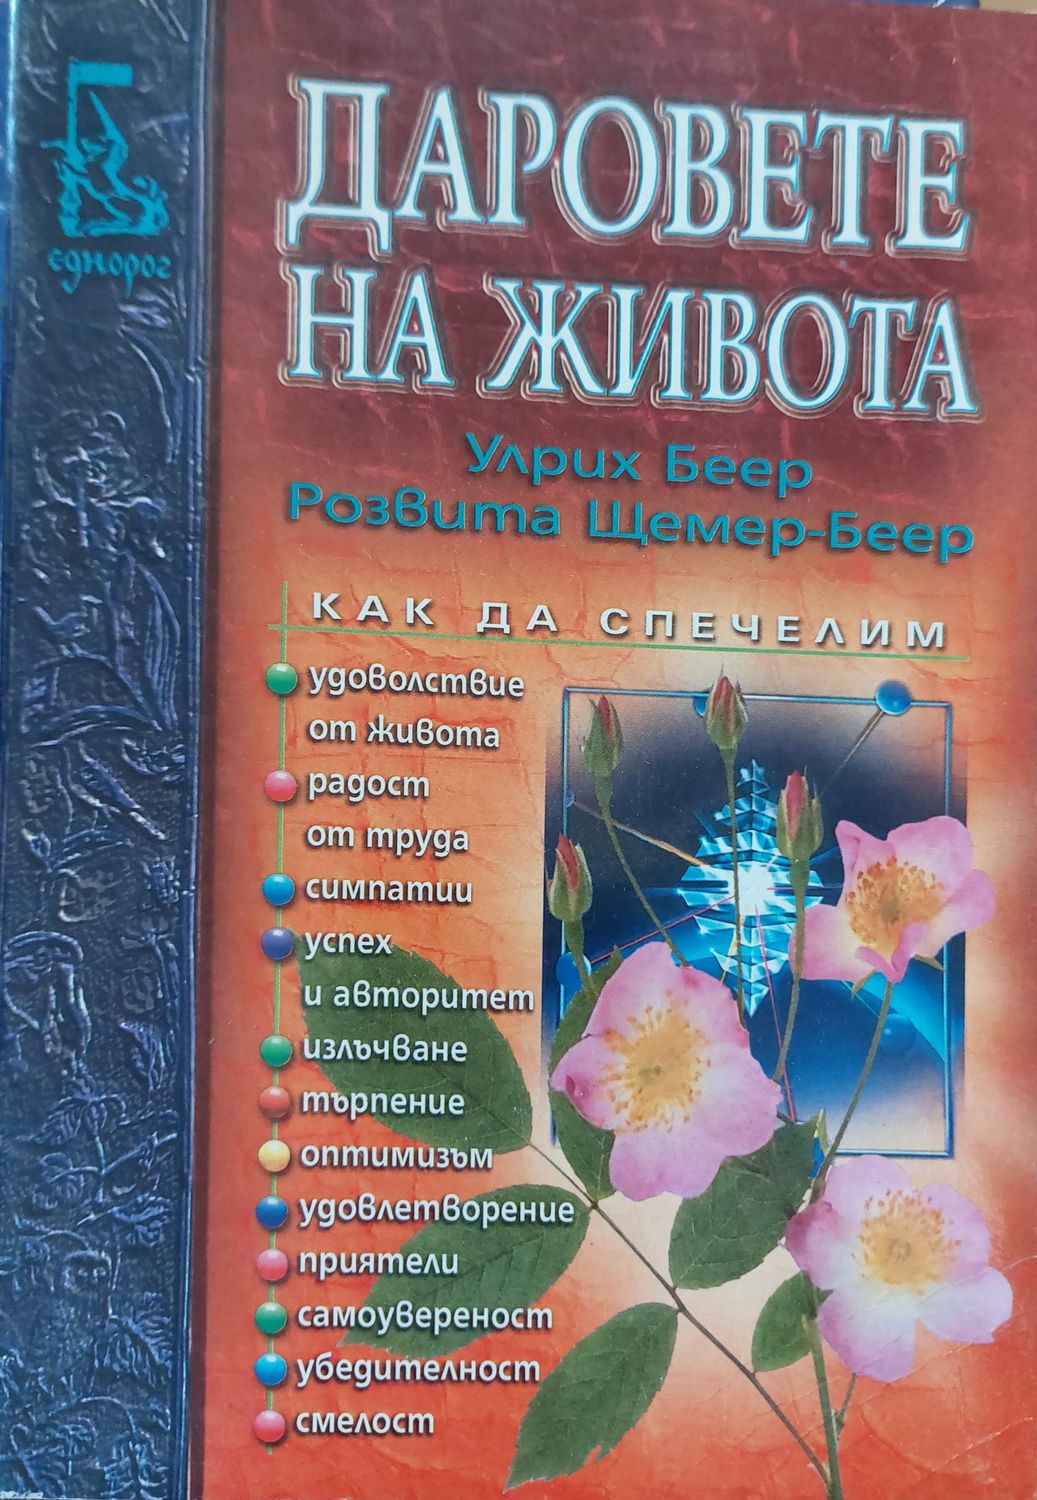 еднорог
ДАРОВЕТЕ
НА ЖИВОТА
Улрих Беер
Розвита Щемер-Беер
КАК ДА СПЕЧЕЛИМ
удоволствие
от живота
радост
от труда
симпатии
успех
и авторитет
излъчване
търпение
оптимизъм
удовлетворение
приятели
самоувереност
убедителност
смелост